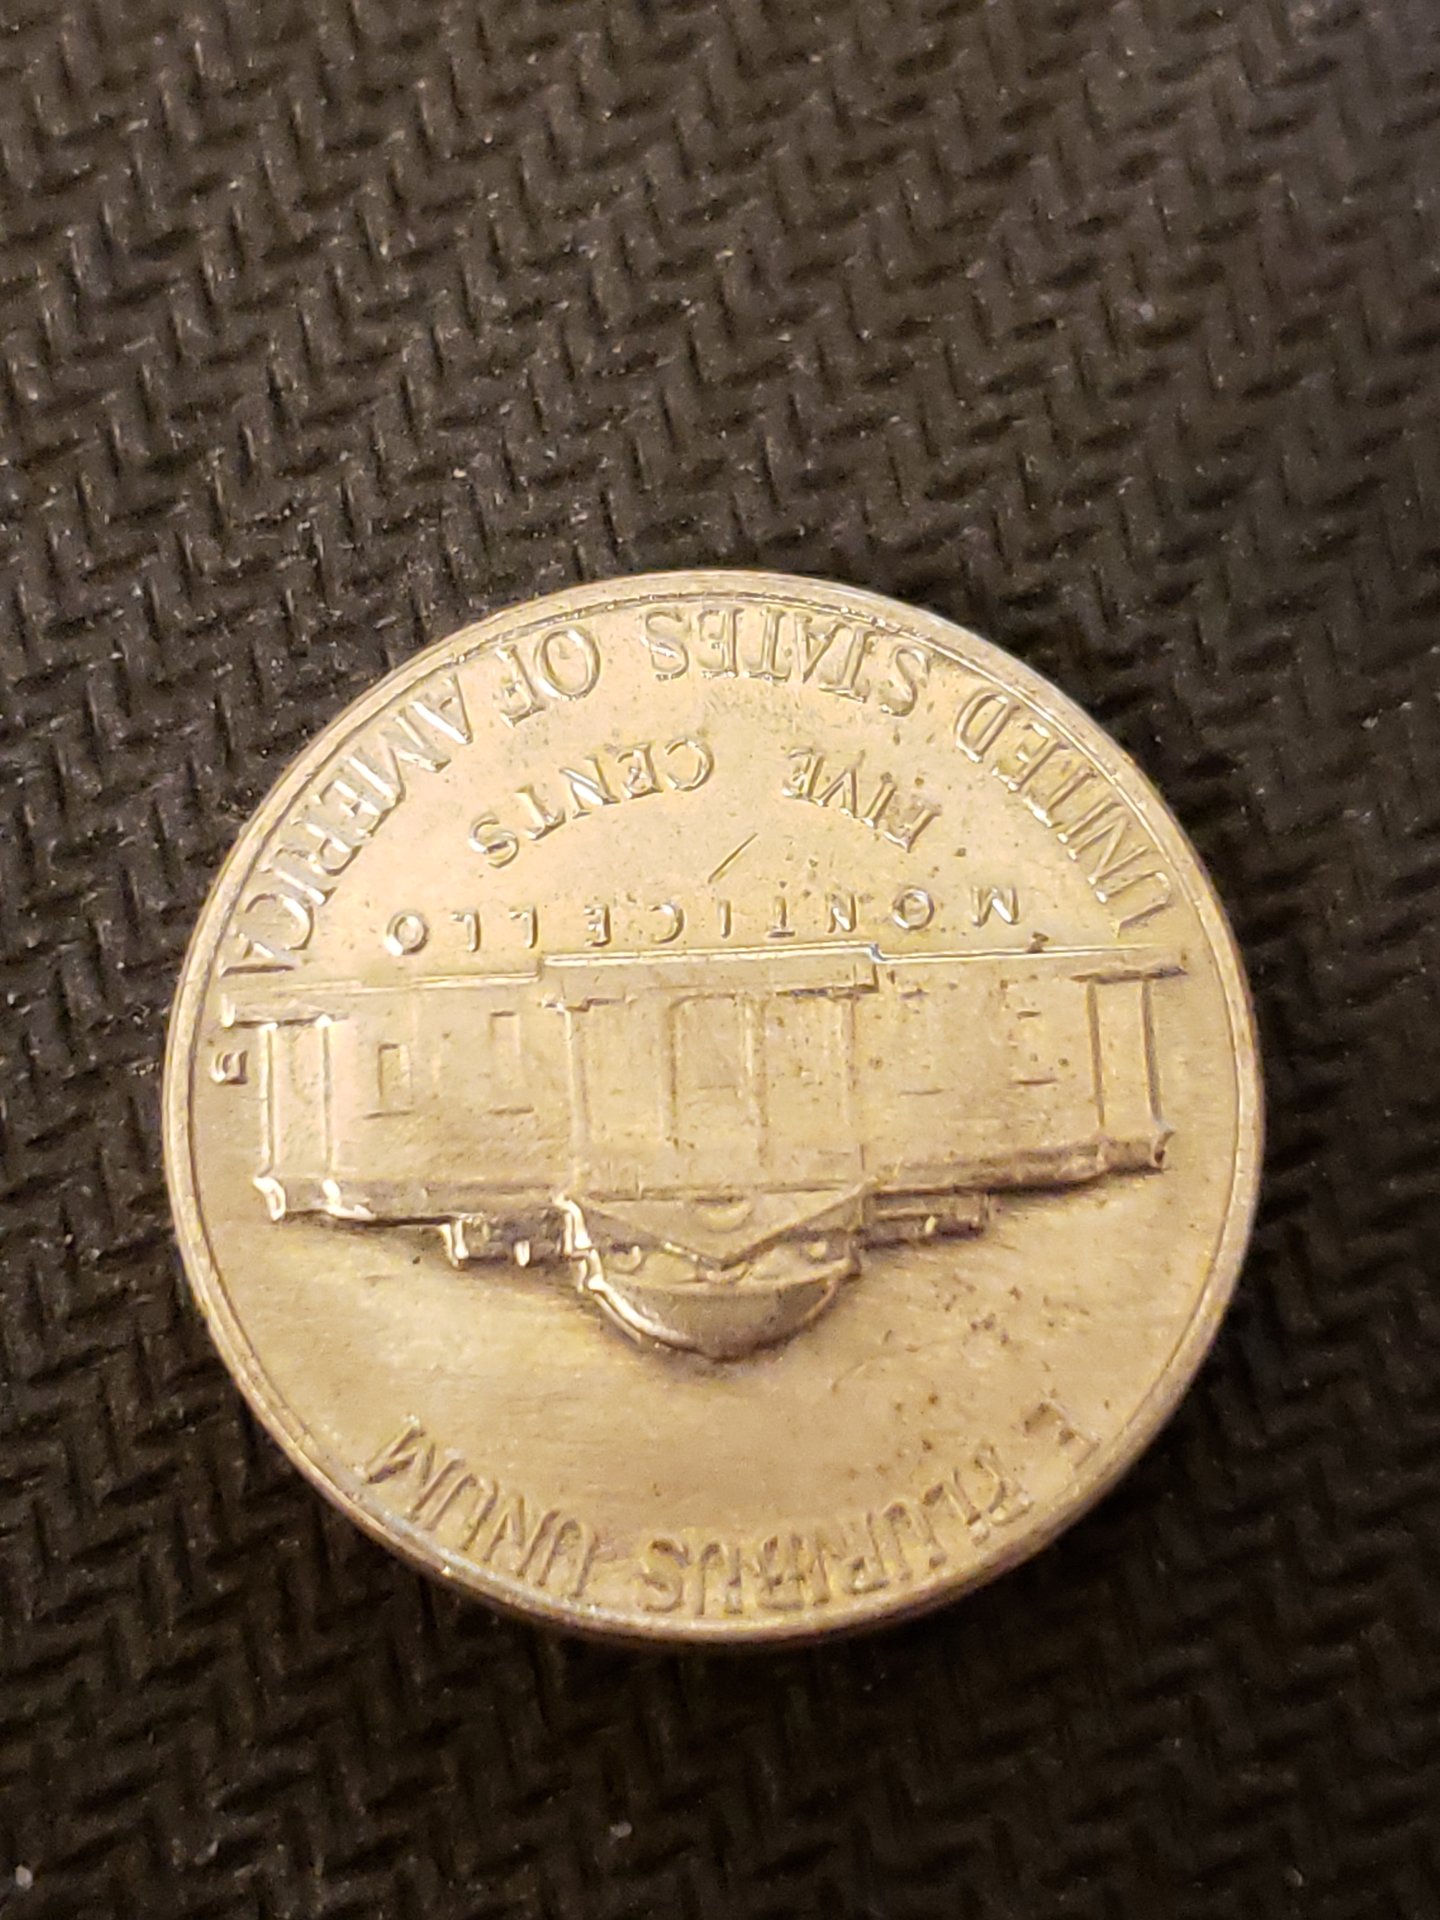 E PLURIBUS UNUM
D
MONTICELLO
FIVE CENTS
UNITED STATES OF AMERICA